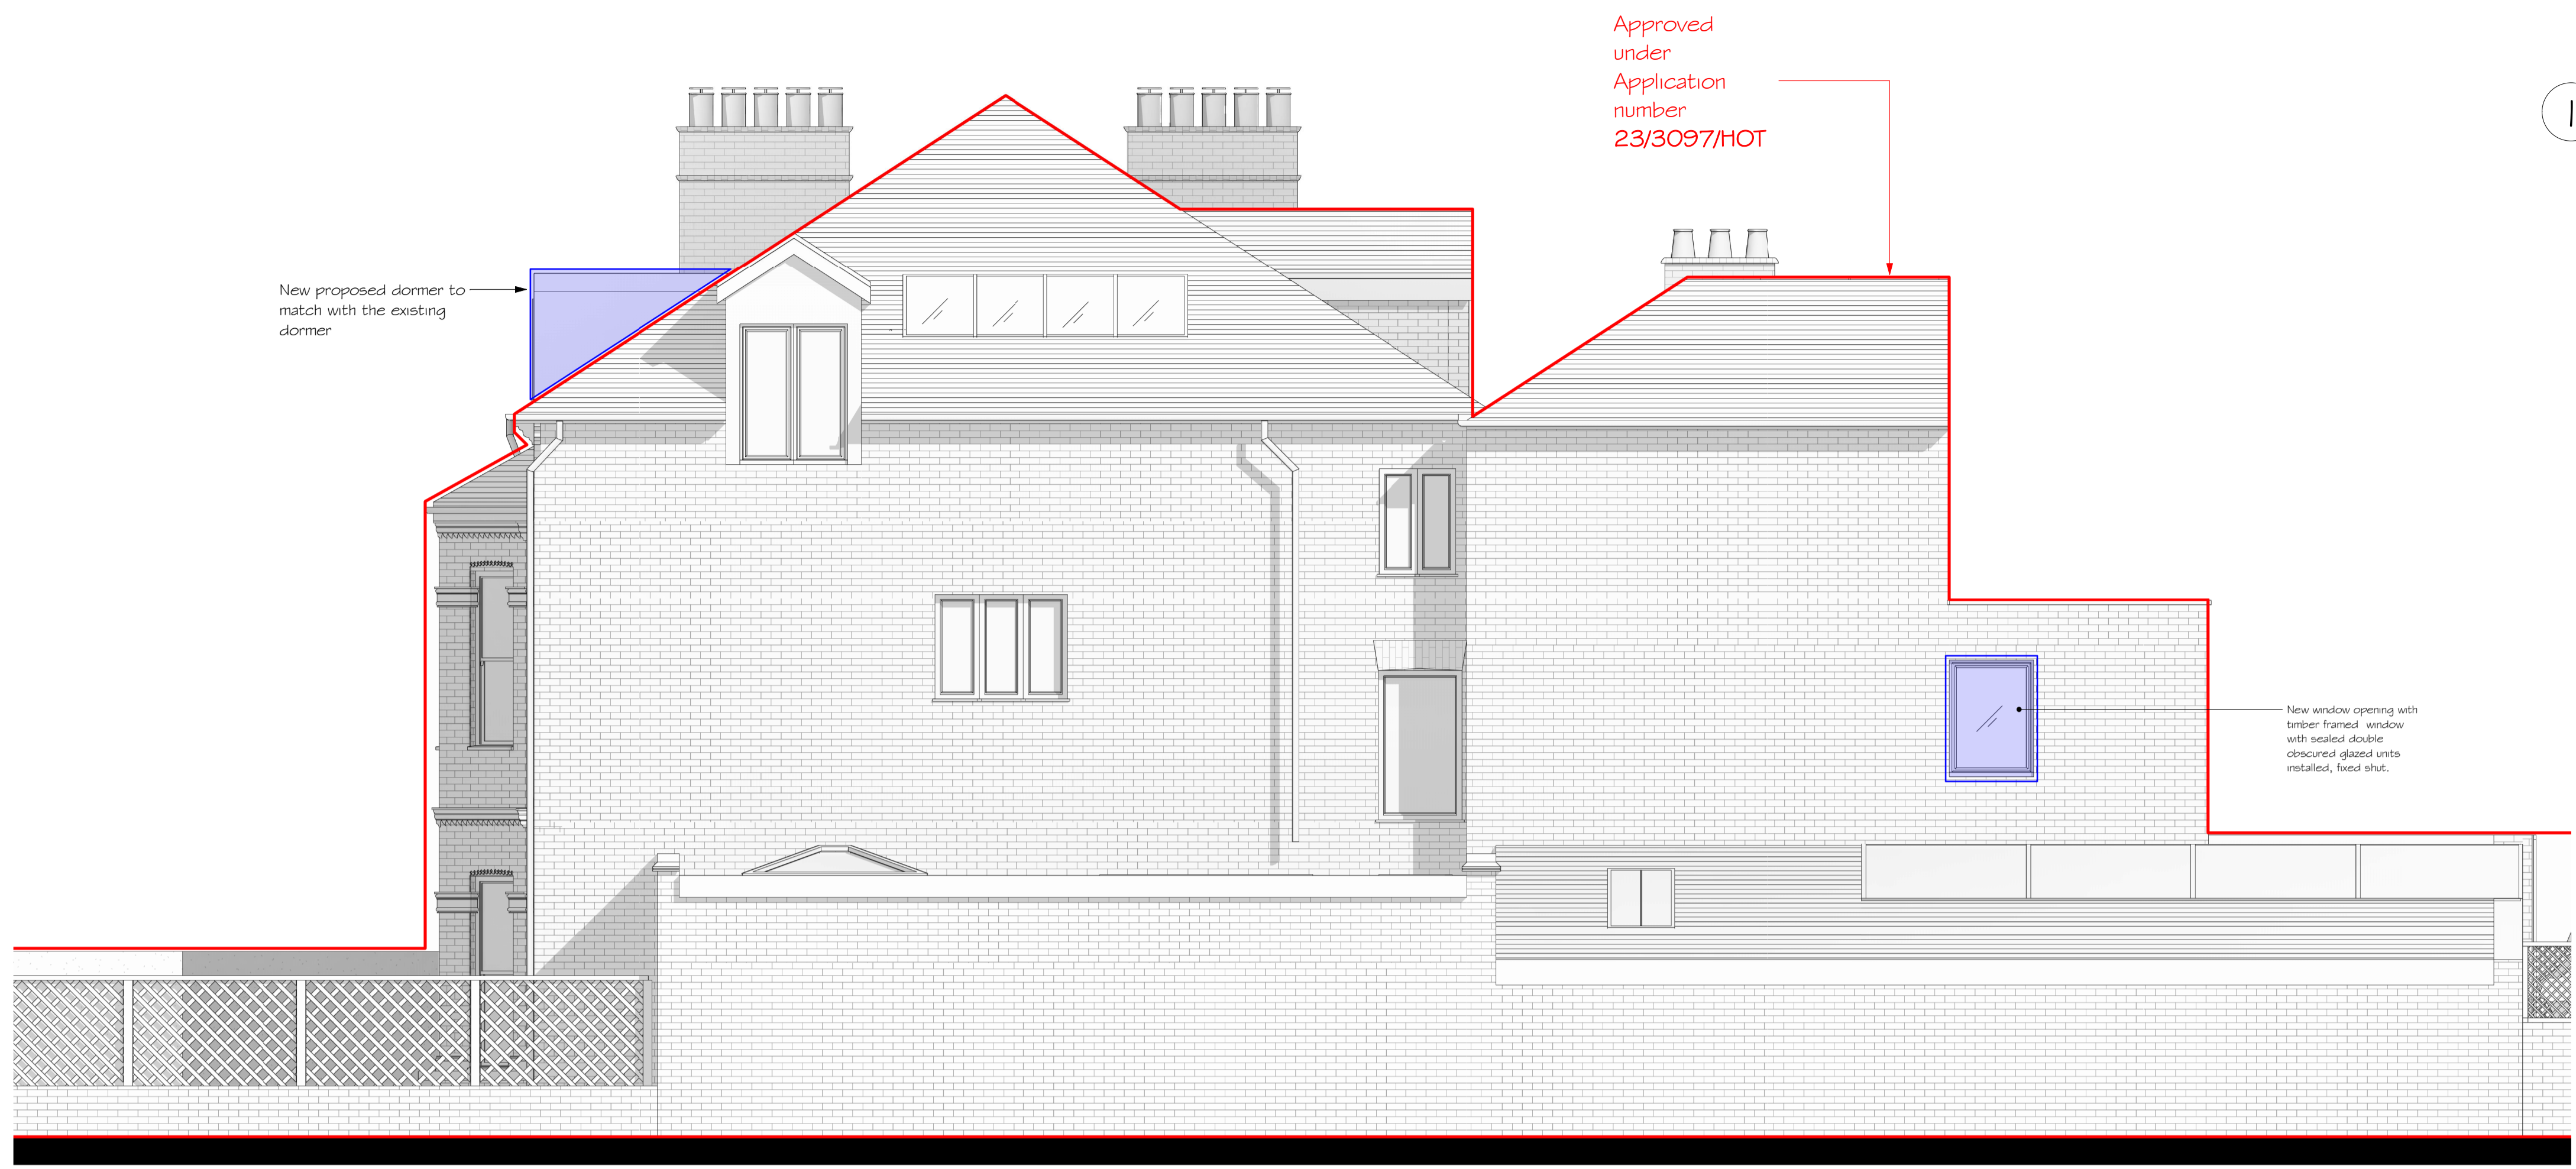 Approved
under
Application
number
23/3097/HOT
1
New proposed dormer to
match with the existing
dormer
New window opening with
timber framed window
with sealed double
obscured glazed units
installed, fixed shut.